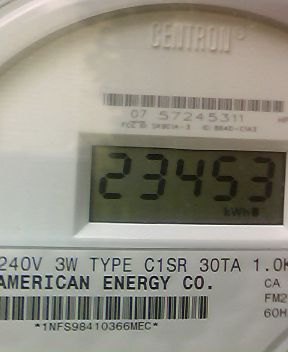 CENTRON®
07 57245311
23453
kWh
240V 3W TYPE C1SR 30TA 1.0K
AMERICAN ENERGY CO. CA
FM2
60H
*1NFS98410366MEC*